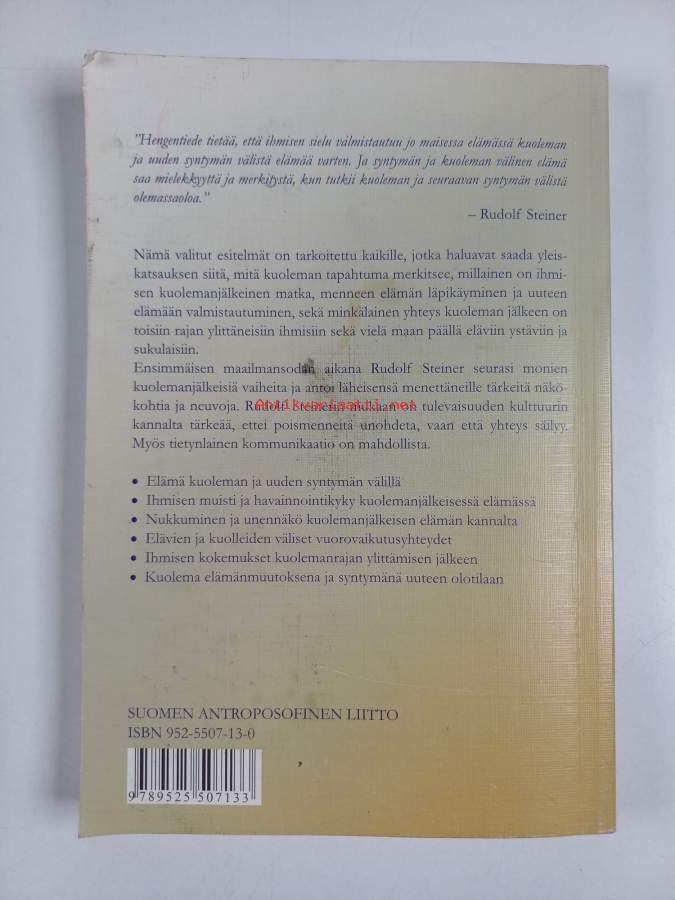 "Hengentiede tietää, että ihmisen sielu valmistautuu jo maisessa elämässä kuoleman
ja uuden syntymän välistä elämää varten. Ja syntymän ja kuoleman välinen elämä
saa mielekkyyttä ja merkitystä, kun tutkii kuoleman ja seuraavan syntymän välistä
olemassaoloa."
– Rudolf Steiner
Nämä valitut esitelmät on tarkoitettu kaikille, jotka haluavat saada yleis-
katsauksen siitä, mitä kuoleman tapahtuma merkitsee, millainen on ihmi-
sen kuolemanjälkeinen matka, menneen elämän läpikäyminen ja uuteen
elämään valmistautuminen, sekä minkälainen yhteys kuoleman jälkeen on
toisiin rajan ylittäneisiin ihmisiin sekä vielä maan päällä eläviin ystäviin ja
sukulaisiin.
Ensimmäisen maailmansodan aikana Rudolf Steiner seurasi monien
kuolemanjälkeisiä vaiheita ja antoi läheisensä menettäneille tärkeitä näkö-
Antikvariaatti.net
kohtia ja neuvoja. Rudolf Steinerin mukaan on tulevaisuuden kulttuurin
kannalta tärkeää, ettei poismenneitä unohdeta, vaan että yhteys säilyy.
Myös tietynlainen kommunikaatio on mahdollista.
• Elämä kuoleman ja uuden syntymän välillä
• Ihmisen muisti ja havainnointikyky kuolemanjälkeisessä elämässä
• Nukkuminen ja unennäkö kuolemanjälkeisen elämän kannalta
• Elävien ja kuolleiden väliset vuorovaikutusyhteydet
• Ihmisen kokemukset kuolemanrajan ylittämisen jälkeen
• Kuolema elämänmuutoksena ja syntymänä uuteen olotilaan
SUOMEN ANTROPOSOFINEN LIITTO
ISBN 952-5507-13-0
9 789525 507133